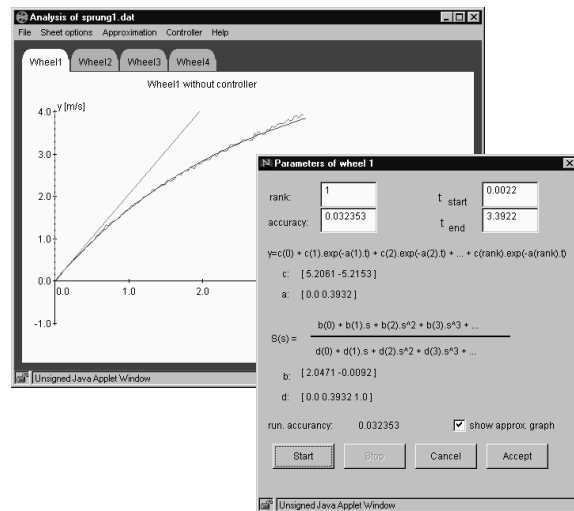 Analysis of sprung1.dat
File Sheet options Approximation Controller Help
Wheel1 Wheel2 Wheel3 Wheel4
Wheel1 without controller
y [m/s]
4.0
3.0
2.0
1.0
0.0
0.0 1.0 2.0
-1.0
Unsigned Java Applet Window
Parameters of wheel 1
rank: 1 t start 0.0022
accuracy: 0.032353 t end 3.3922
y=c(0) + c(1).exp(-a(1).t) + c(2).exp(-a(2).t) + ... + c(rank).exp(-a(rank).t)
c: [ 5.2061 -5.2153 ]
a: [ 0.0 0.3932 ]
b(0) + b(1).s + b(2).s^2 + b(3).s^3 + ...
S(s) =
d(0) + d(1).s + d(2).s^2 + d(3).s^3 + ...
b: [ 2.0471 -0.0092 ]
d: [ 0.0 0.3932 1.0 ]
run. accurancy: 0.032353 show approx. graph
Start Stop Cancel Accept
Unsigned Java Applet Window